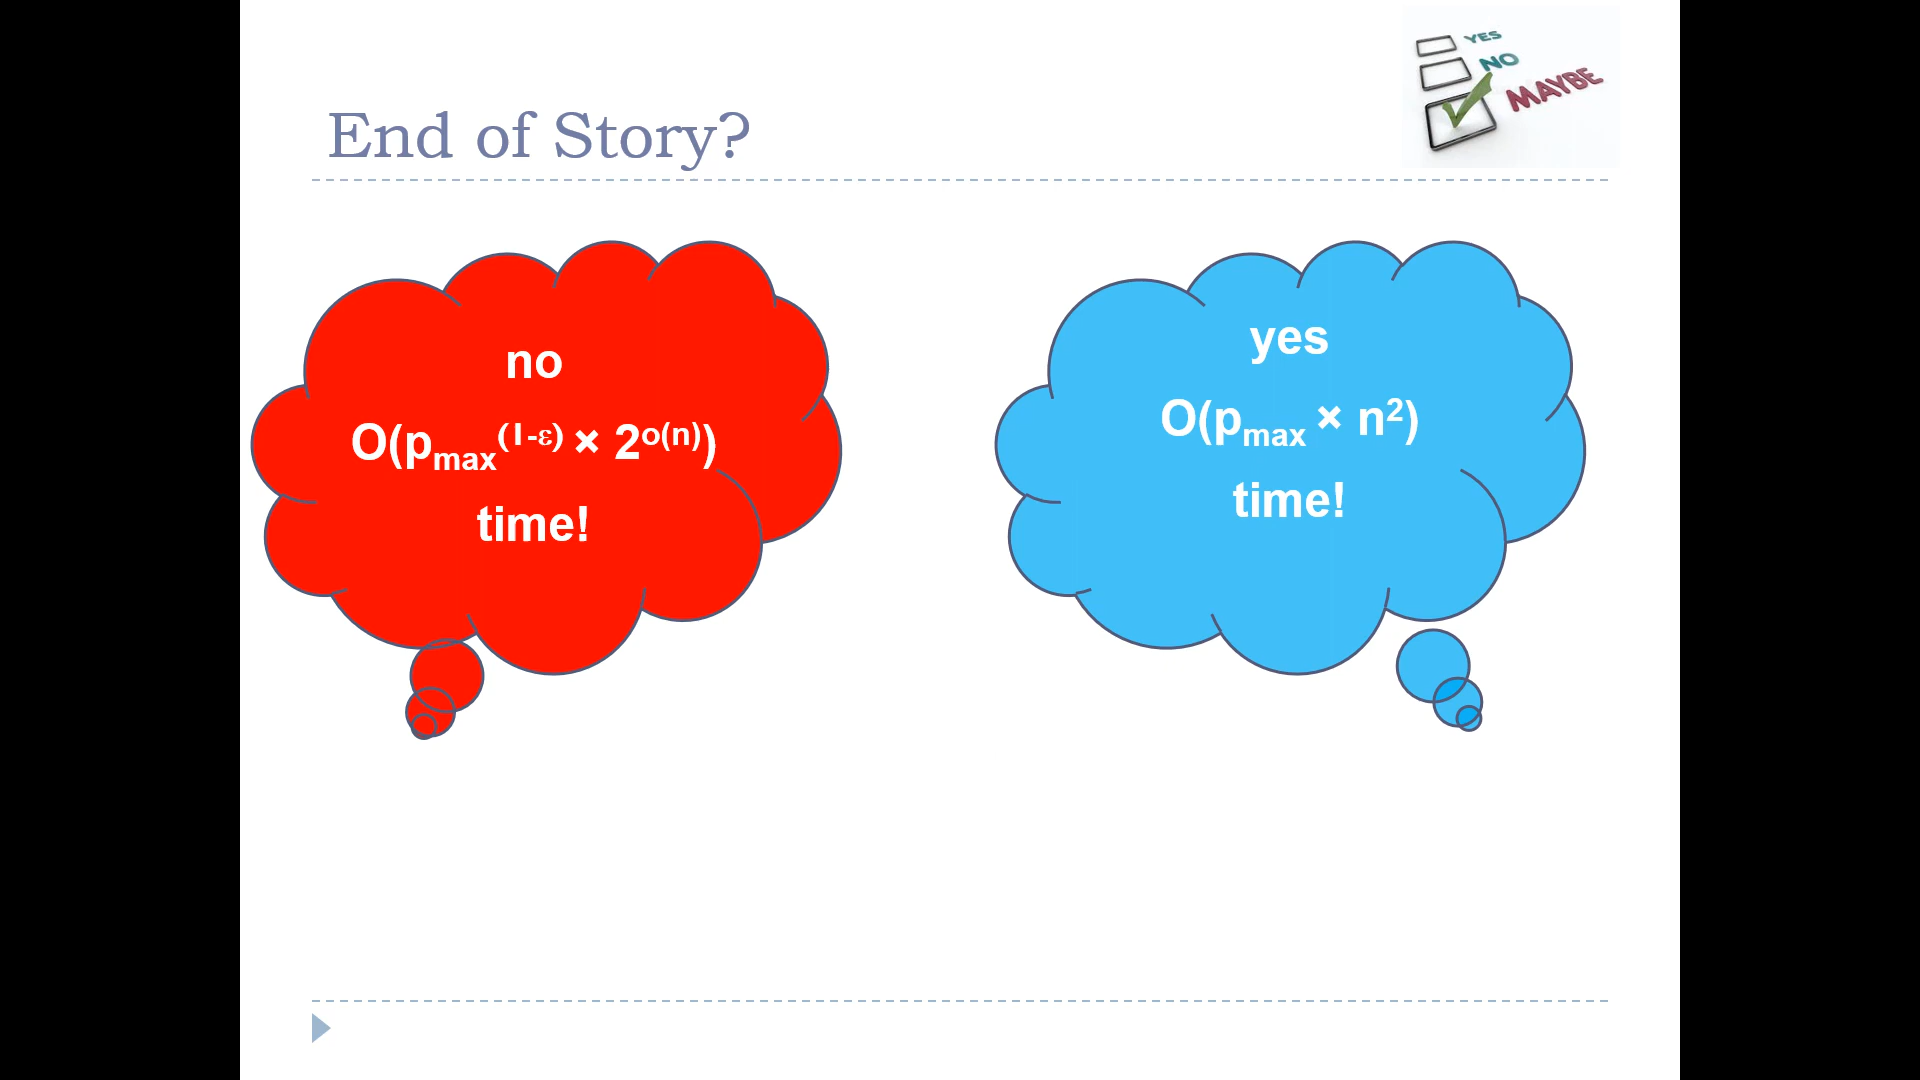 YES
NO
MAYBE
End of Story?
no
O(pₘₐₓ⁽¹⁻ᵋ⁾ × 2ᵒ⁽ⁿ⁾)
time!
yes
O(pₘₐₓ × n²)
time!